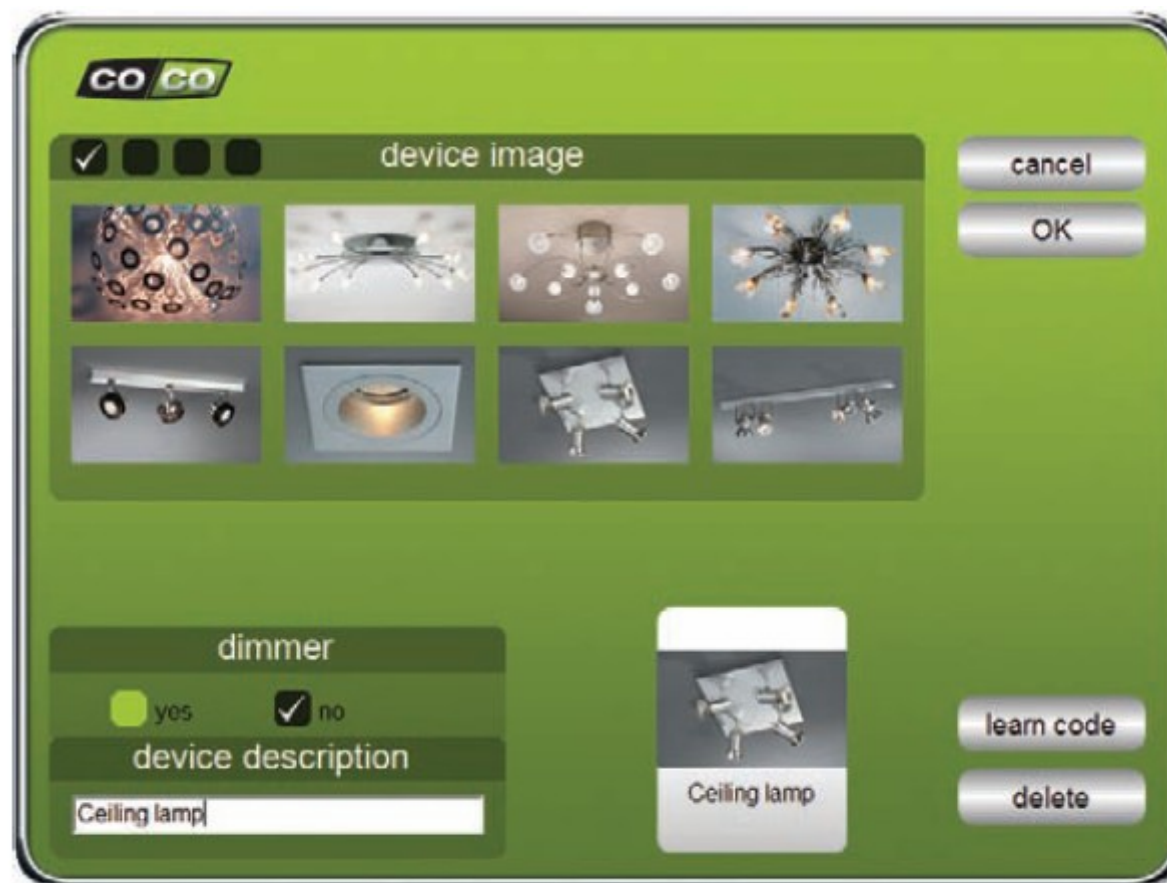 CO CO
device image
cancel
OK
dimmer
yes no
device description
Ceiling lamp
Ceiling lamp
learn code
delete